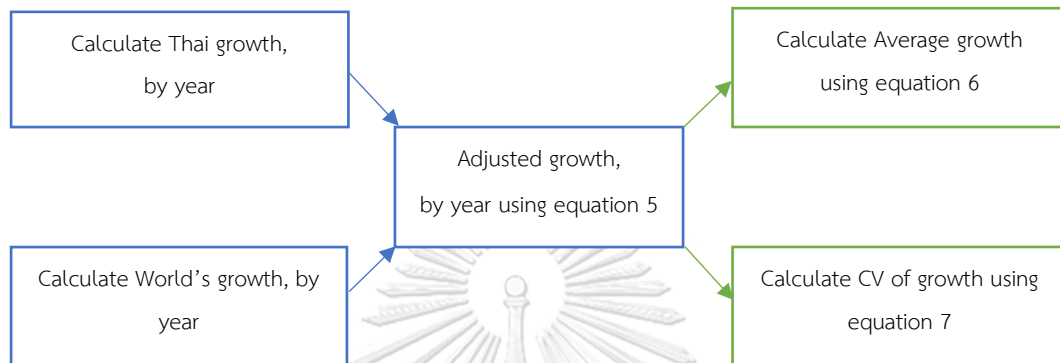 Calculate Thai growth,
by year
Calculate Average growth
using equation 6
Adjusted growth,
by year using equation 5
Calculate World's growth, by
year
Calculate CV of growth using
equation 7